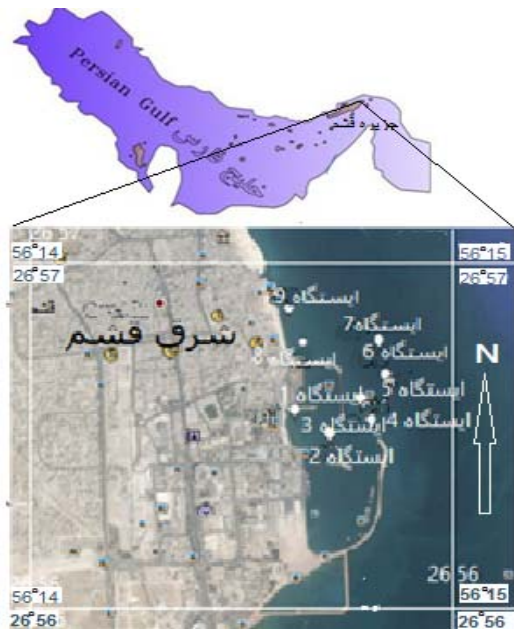 Persian Gulf
خلیج فارس
جزیره قشم
56°14
26°57
56°15
26°57
ایستگاه 9
ایستگاه 7
شرق قشم
ایستگاه 8
ایستگاه 6
ایستگاه 1
ایستگاه 5
ایستگاه 3
ایستگاه 4
ایستگاه 2
N
26 56
56°14
26°56
56°15
26°56